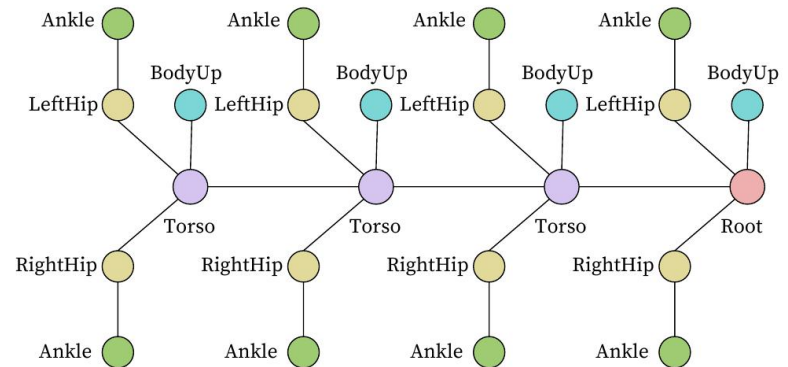 Ankle Ankle Ankle Ankle
BodyUp BodyUp BodyUp BodyUp
LeftHip LeftHip LeftHip LeftHip
Torso Torso Torso Root
RightHip RightHip RightHip RightHip
Ankle Ankle Ankle Ankle